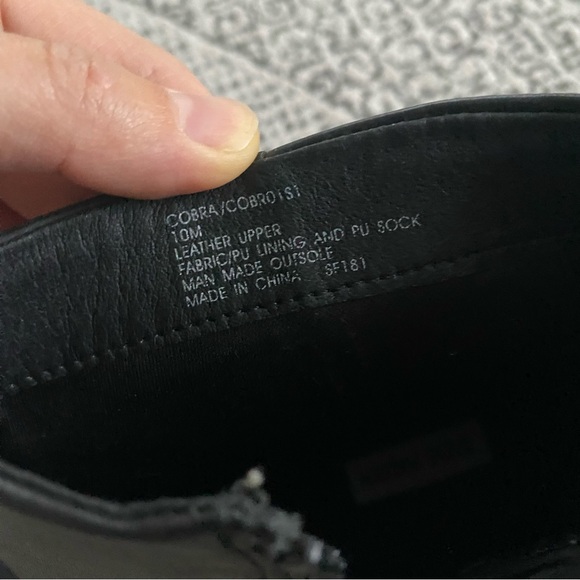 COBRA/COBR01S1
10M
LEATHER UPPER
FABRIC/PU LINING AND PU SOCK
MAN MADE OUTSOLE
MADE IN CHINA SF181